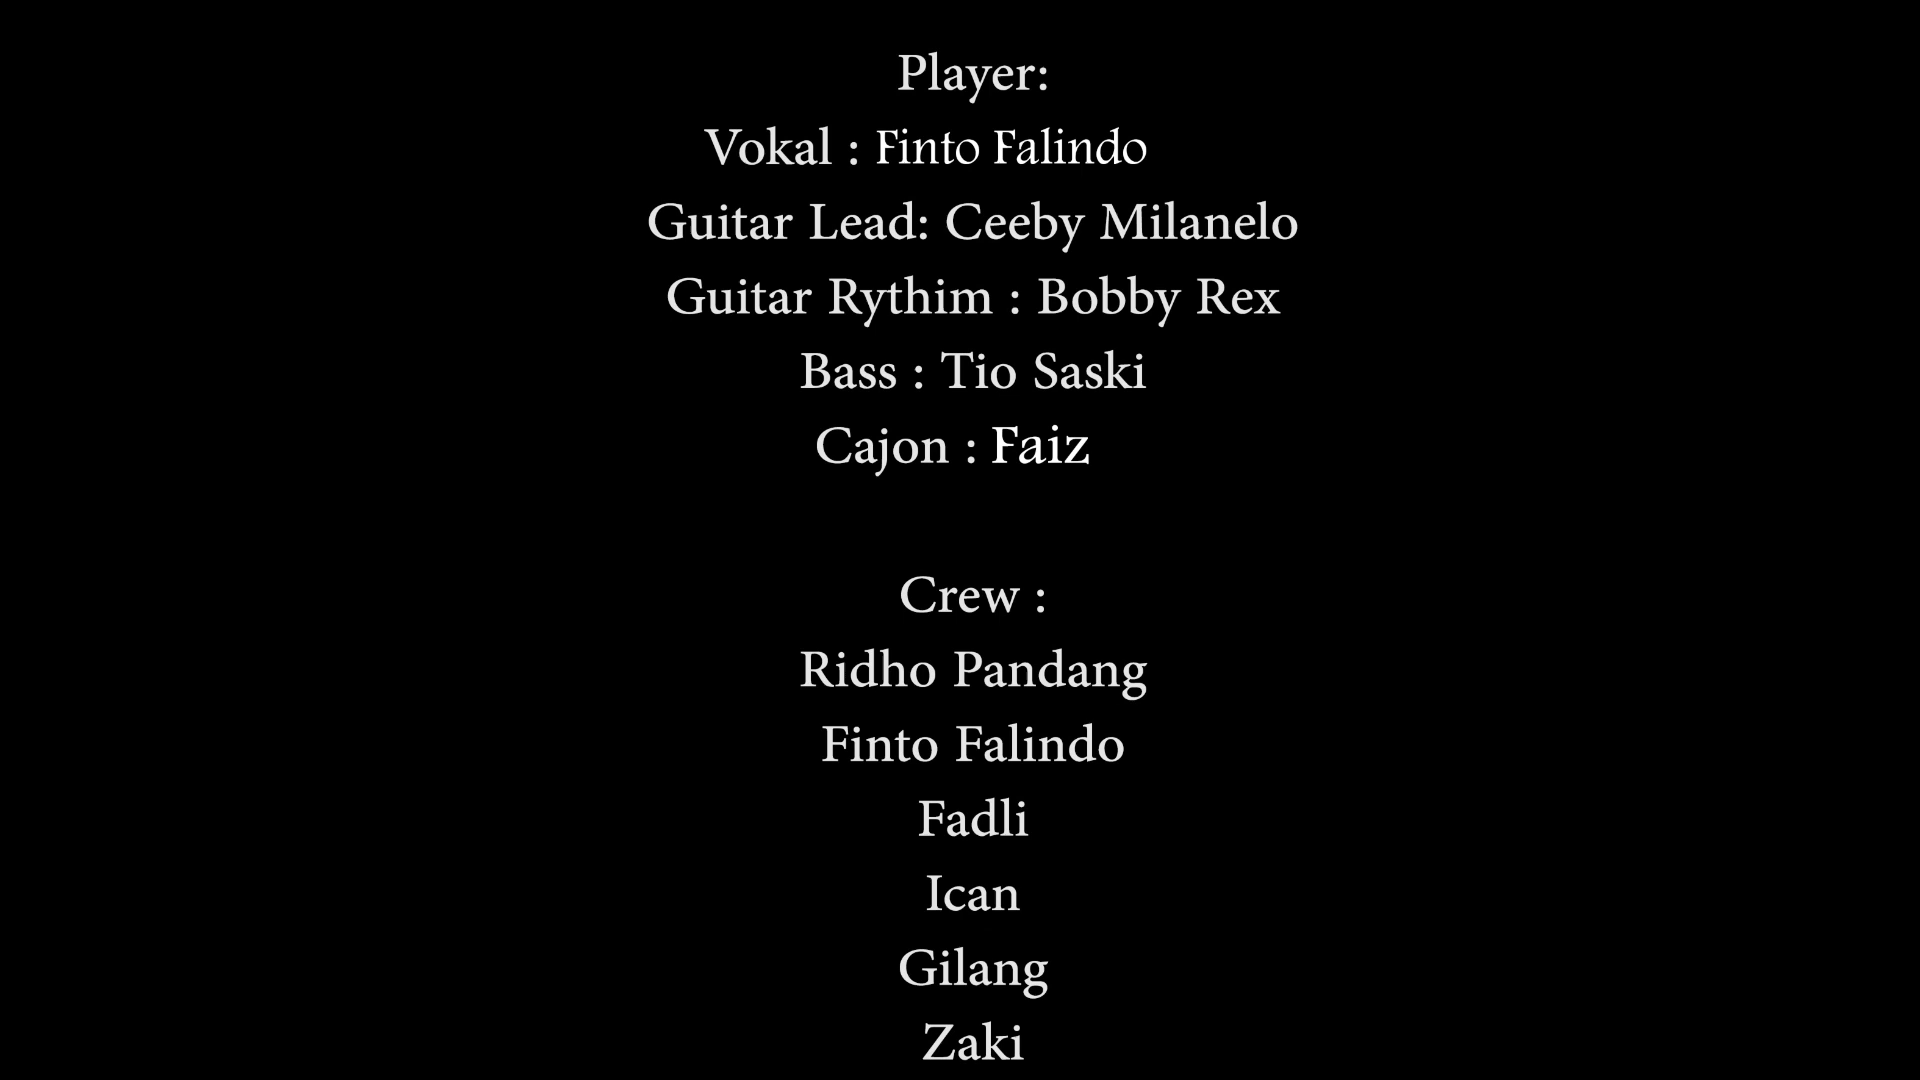 Player:
Vokal : Finto Falindo
Guitar Lead: Ceeby Milanelo
Guitar Rythim : Bobby Rex
Bass : Tio Saski
Cajon : Faiz
Crew :
Ridho Pandang
Finto Falindo
Fadli
Ican
Gilang
Zaki